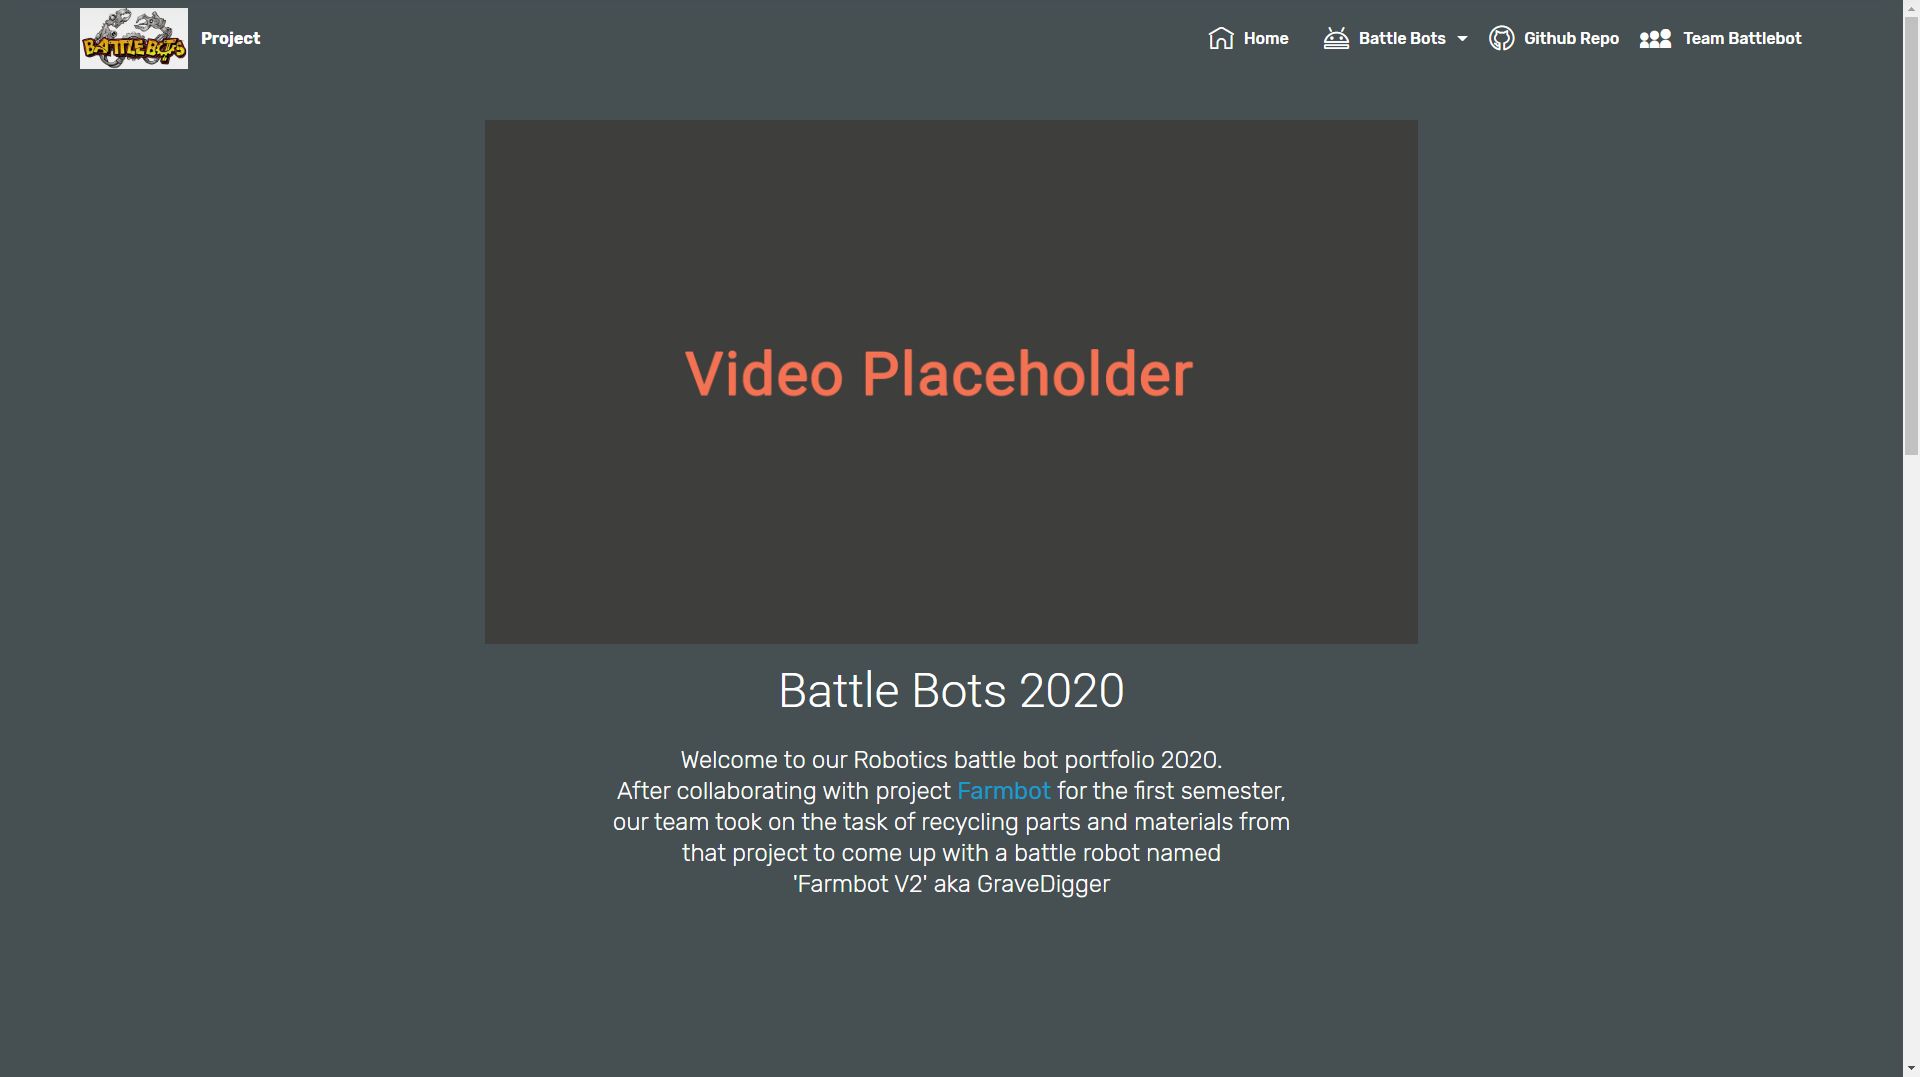 BATTLEBOTS
Project
Home
Battle Bots
Github Repo
Team Battlebot
Video Placeholder
Battle Bots 2020
Welcome to our Robotics battle bot portfolio 2020.
After collaborating with project Farmbot for the first semester,
our team took on the task of recycling parts and materials from
that project to come up with a battle robot named
'Farmbot V2' aka GraveDigger